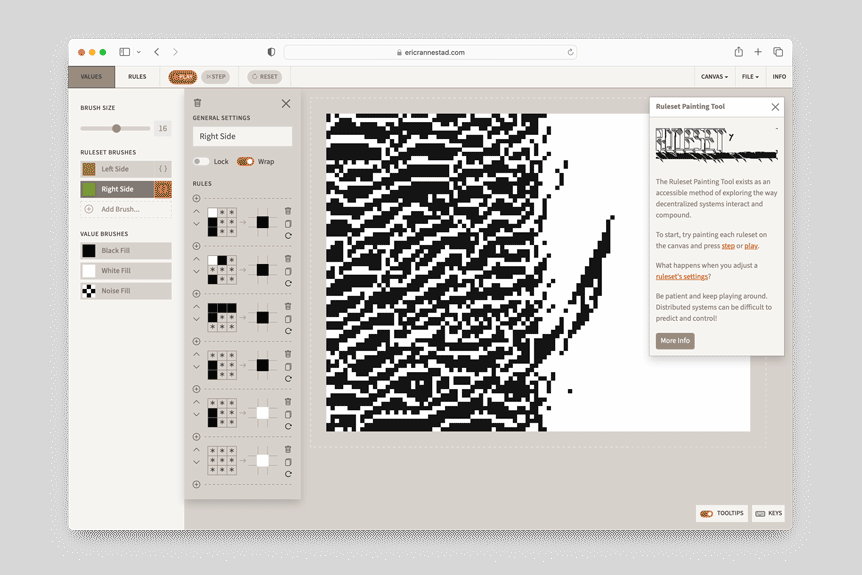 ericrannestad.com
VALUES
RULES
PLAY
STEP
RESET
CANVAS
FILE
INFO
BRUSH SIZE
16
RULESET BRUSHES
Left Side
{ }
Right Side
Add Brush...
VALUE BRUSHES
Black Fill
White Fill
Noise Fill
GENERAL SETTINGS
Right Side
Lock
Wrap
RULES
Ruleset Painting Tool
The Ruleset Painting Tool exists as an
accessible method of exploring the way
decentralized systems interact and
compound.
To start, try painting each ruleset on
the canvas and press step or play.
What happens when you adjust a
ruleset's settings?
Be patient and keep playing around.
Distributed systems can be difficult to
predict and control!
More Info
TOOLTIPS
KEYS